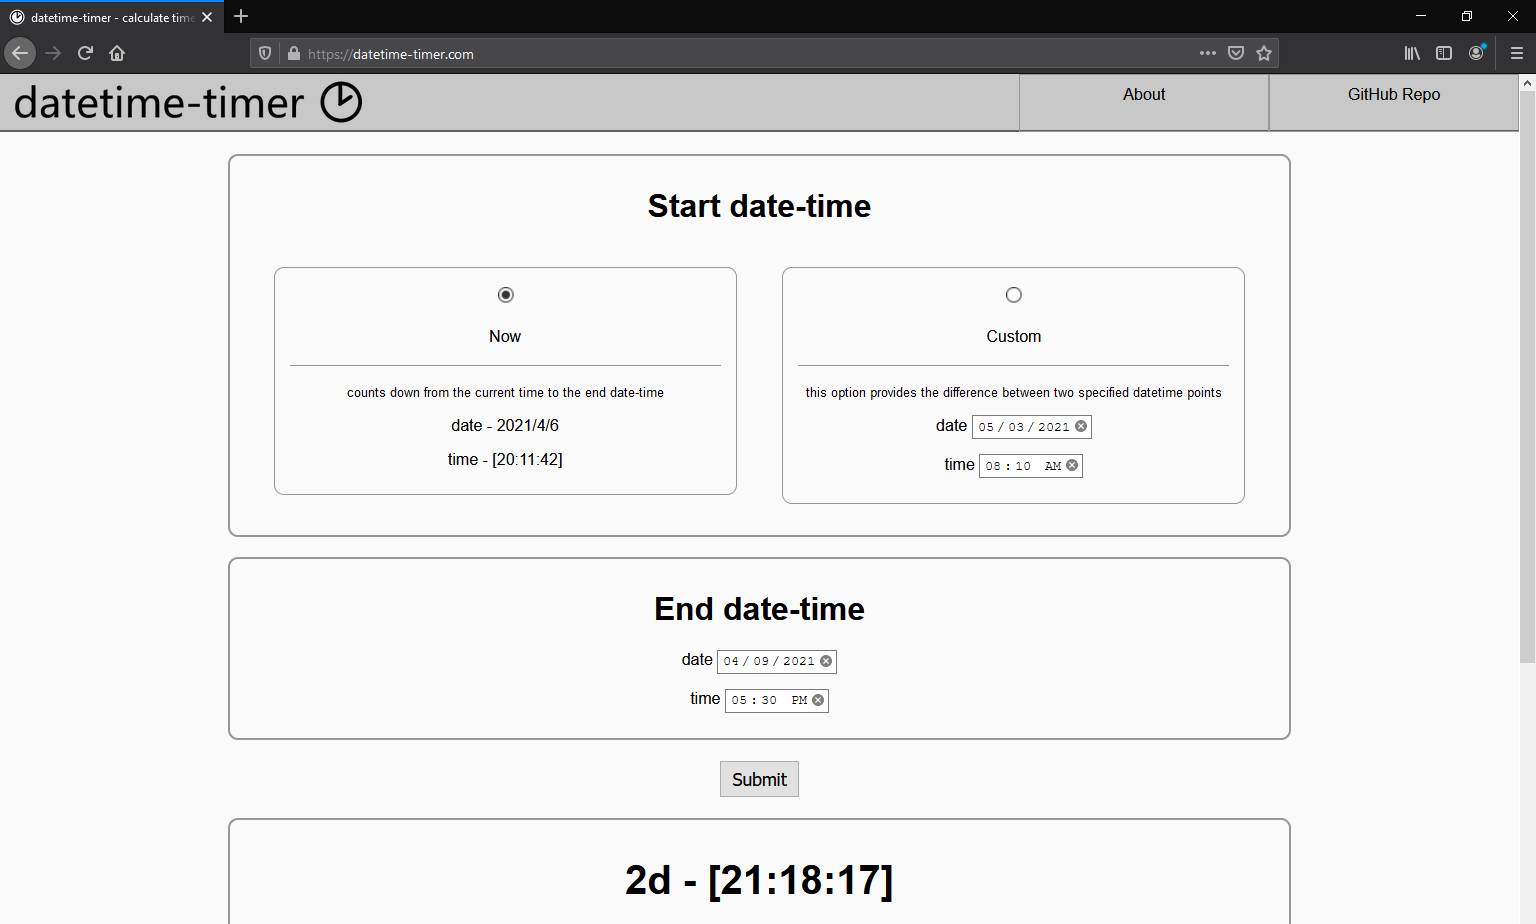 datetime-timer - calculate time
https://datetime-timer.com
datetime-timer
About
GitHub Repo
Start date-time
Now
counts down from the current time to the end date-time
date - 2021/4/6
time - [20:11:42]
Custom
this option provides the difference between two specified datetime points
date 05 / 03 / 2021
time 08 : 10 AM
End date-time
date 04 / 09 / 2021
time 05 : 30 PM
Submit
2d - [21:18:17]